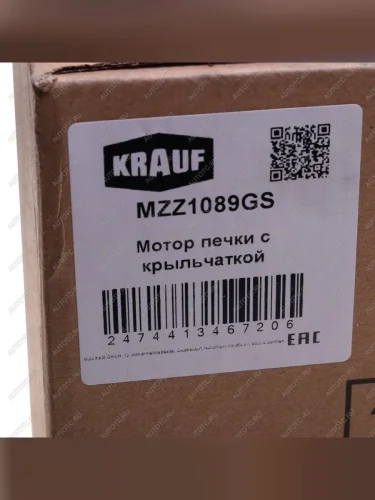 KRAUF
MZZ1089GS
Мотор печки с
крыльчаткой
2474413467206
EAC